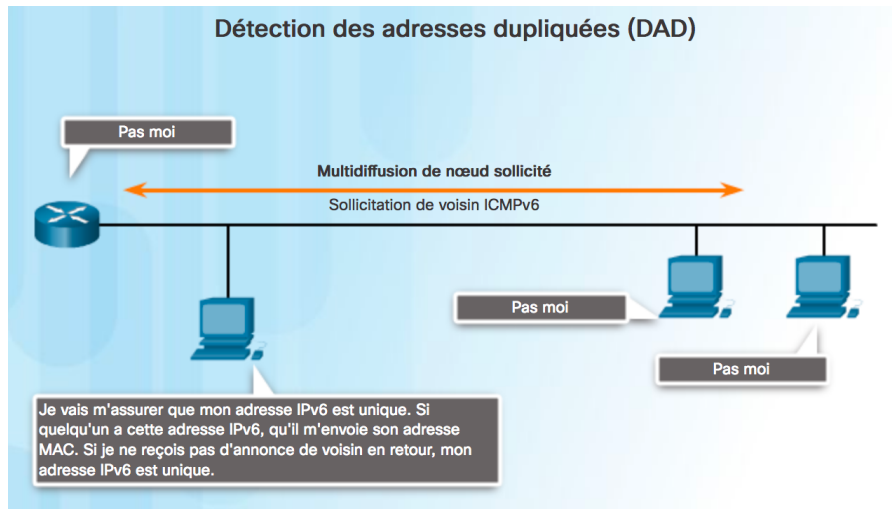 Détection des adresses dupliquées (DAD)
Pas moi
Multidiffusion de nœud sollicité
Sollicitation de voisin ICMPv6
Pas moi
Pas moi
Je vais m'assurer que mon adresse IPv6 est unique. Si
quelqu'un a cette adresse IPv6, qu'il m'envoie son adresse
MAC. Si je ne reçois pas d'annonce de voisin en retour, mon
adresse IPv6 est unique.